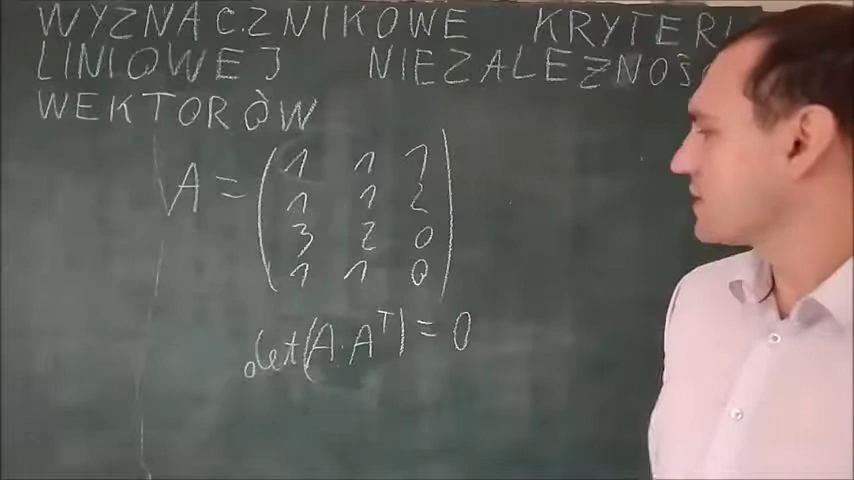 WYZNACZNIKOWE KRYTERI
LINIOWEJ NIEZALEŻNOŚ
WEKTORÓW
A = ( 1 1 1
1 1 2
3 2 0
1 1 0 )
det(A·Aᵀ) = 0